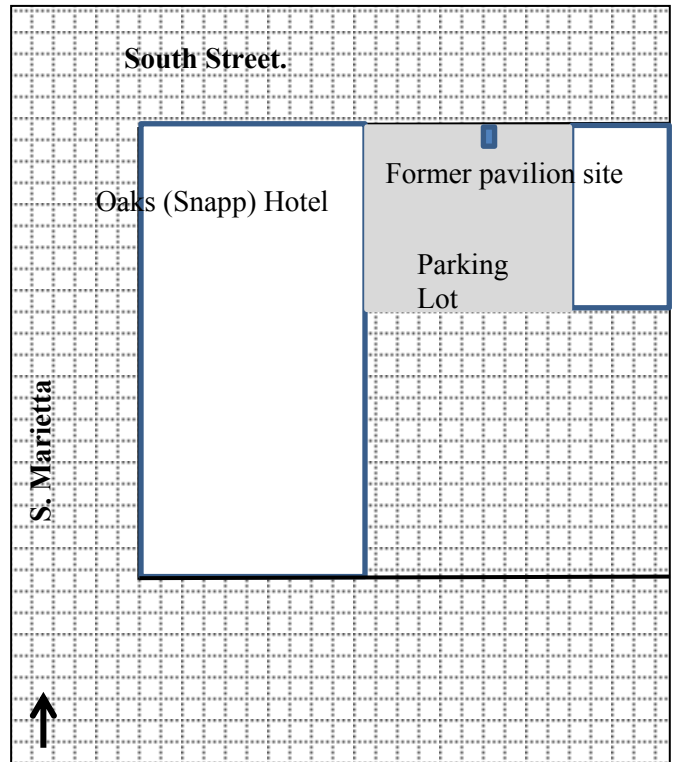 South Street.
Former pavilion site
Oaks (Snapp) Hotel
Parking
Lot
S. Marietta